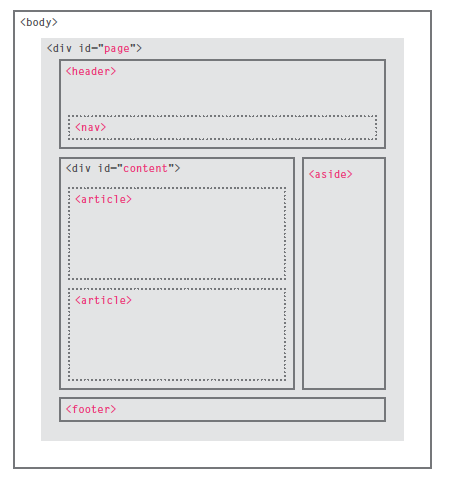 <body>
<div id="page">
<header>
<nav>
<div id="content">
<aside>
<article>
<article>
<footer>